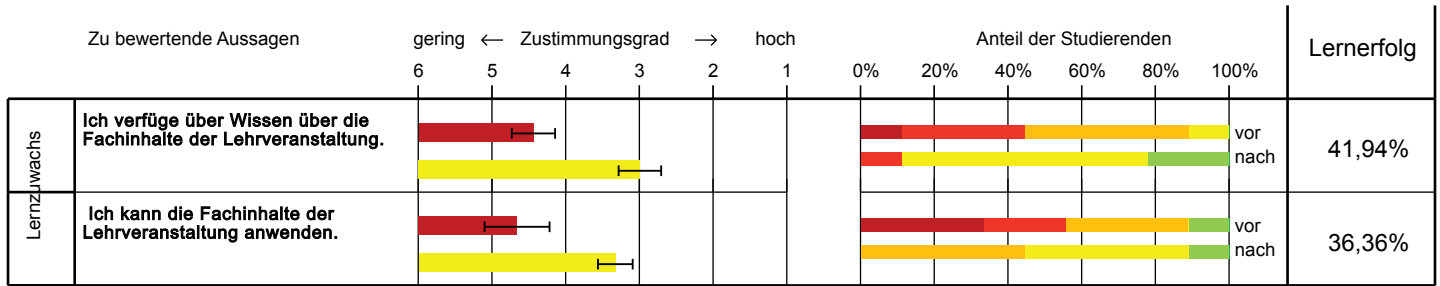 Zu bewertende Aussagen gering ← Zustimmungsgrad → hoch Anteil der Studierenden Lernerfolg
6 5 4 3 2 1 0% 20% 40% 60% 80% 100%
Lernzuwachs
Ich verfüge über Wissen über die
Fachinhalte der Lehrveranstaltung.
vor
nach
41,94%
Ich kann die Fachinhalte der
Lehrveranstaltung anwenden.
vor
nach
36,36%